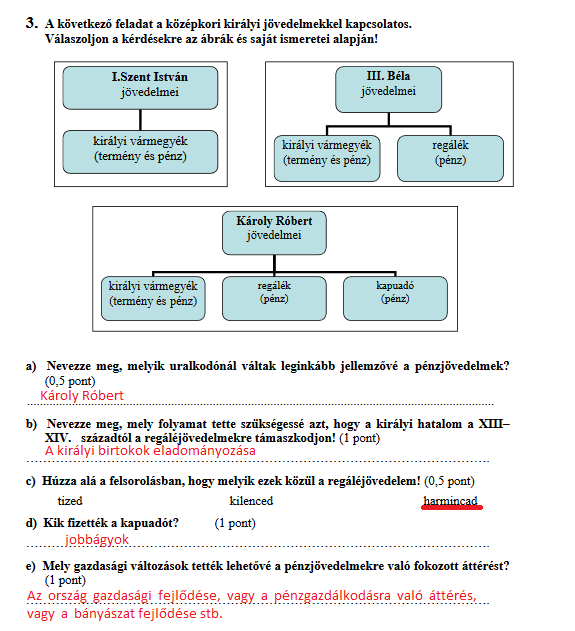 3. A következő feladat a középkori királyi jövedelmekkel kapcsolatos.
Válaszoljon a kérdésekre az ábrák és saját ismeretei alapján!
I.Szent István
jövedelmei
királyi vármegyék
(termény és pénz)
III. Béla
jövedelmei
királyi vármegyék
(termény és pénz)
regálék
(pénz)
Károly Róbert
jövedelmei
királyi vármegyék
(termény és pénz)
regálék
(pénz)
kapuadó
(pénz)
a) Nevezze meg, melyik uralkodónál váltak leginkább jellemzővé a pénzjövedelmek?
(0,5 pont)
Károly Róbert
b) Nevezze meg, mely folyamat tette szükségessé azt, hogy a királyi hatalom a XIII–
XIV. századtól a regáléjövedelmekre támaszkodjon! (1 pont)
A királyi birtokok eladományozása
c) Húzza alá a felsorolásban, hogy melyik ezek közül a regáléjövedelem! (0,5 pont)
tized kilenced harmincad
d) Kik fizették a kapuadót? (1 pont)
jobbágyok
e) Mely gazdasági változások tették lehetővé a pénzjövedelmekre való fokozott áttérést?
(1 pont)
Az ország gazdasági fejlődése, vagy a pénzgazdálkodásra való áttérés,
vagy a bányászat fejlődése stb.